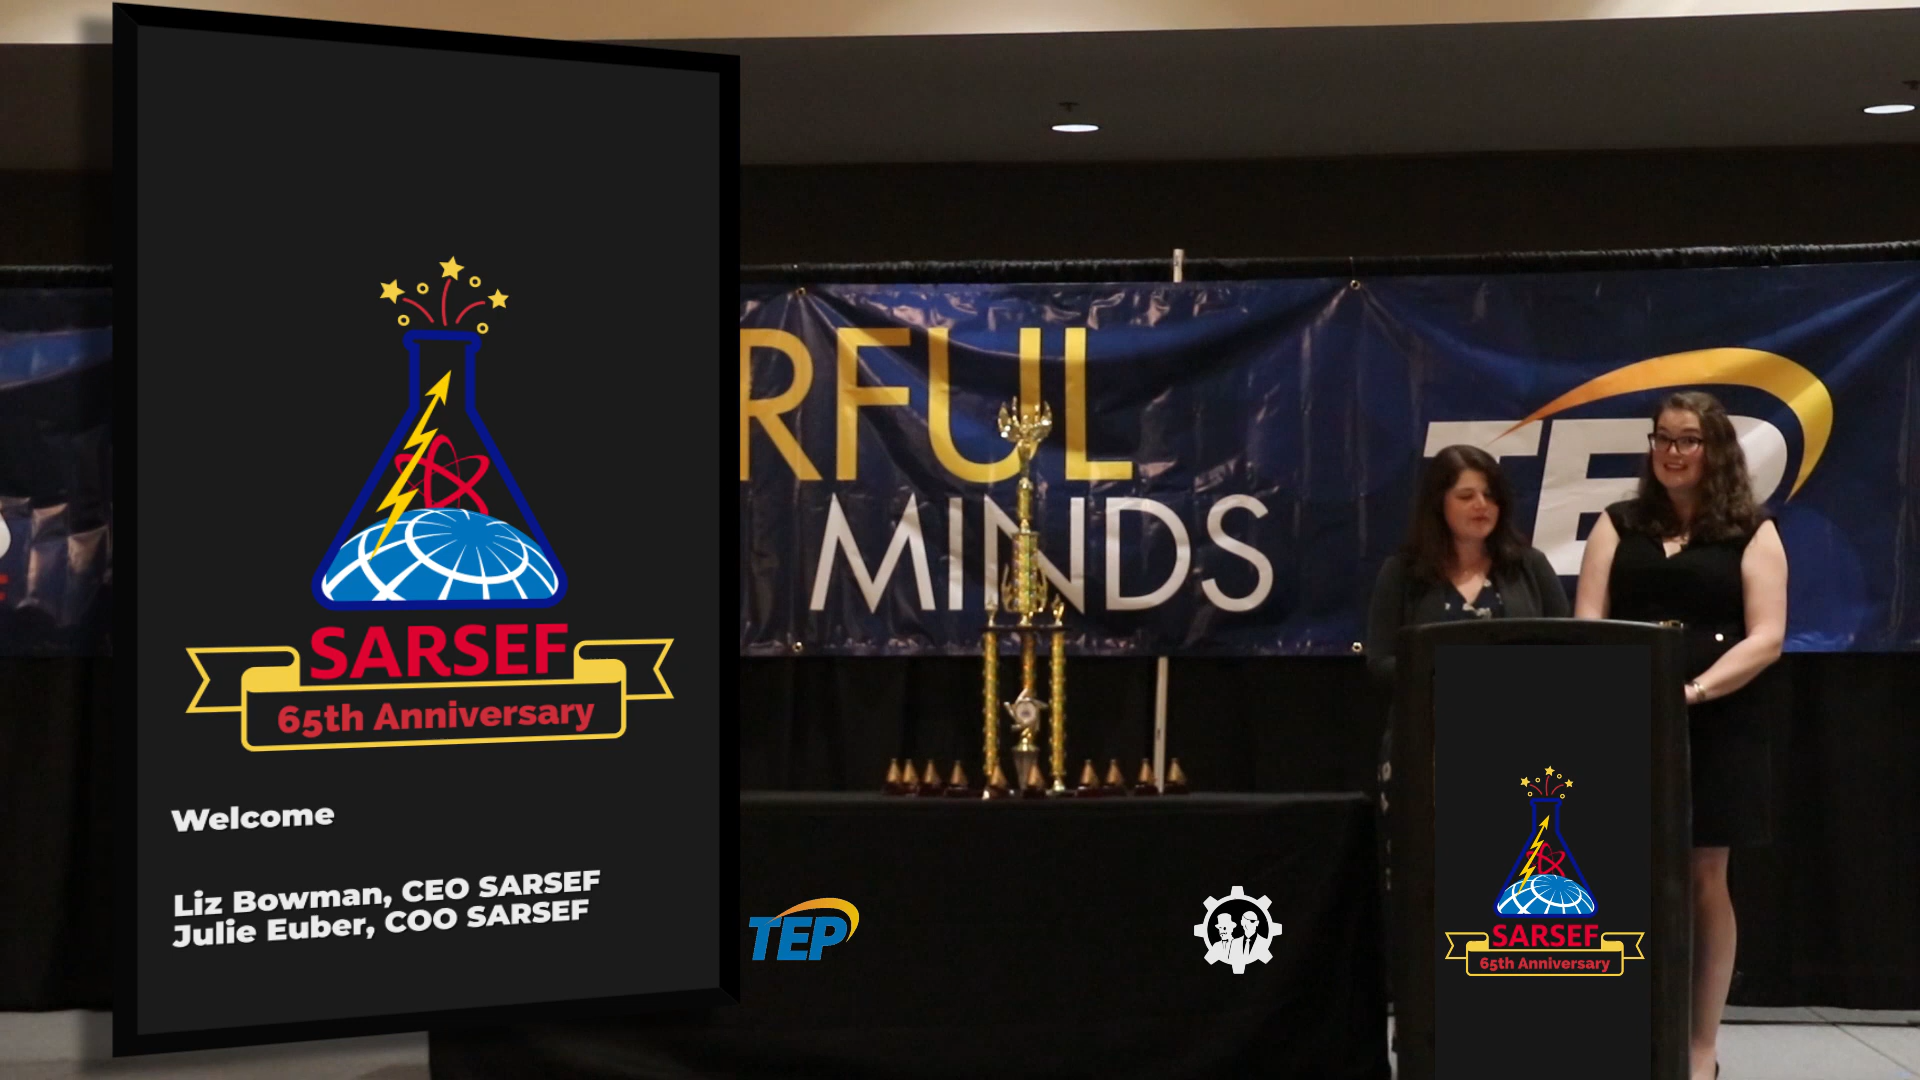 SARSEF
65th Anniversary
Welcome
Liz Bowman, CEO SARSEF
Julie Euber, COO SARSEF
RFUL
MINDS
TEP
TEP
SARSEF
65th Anniversary